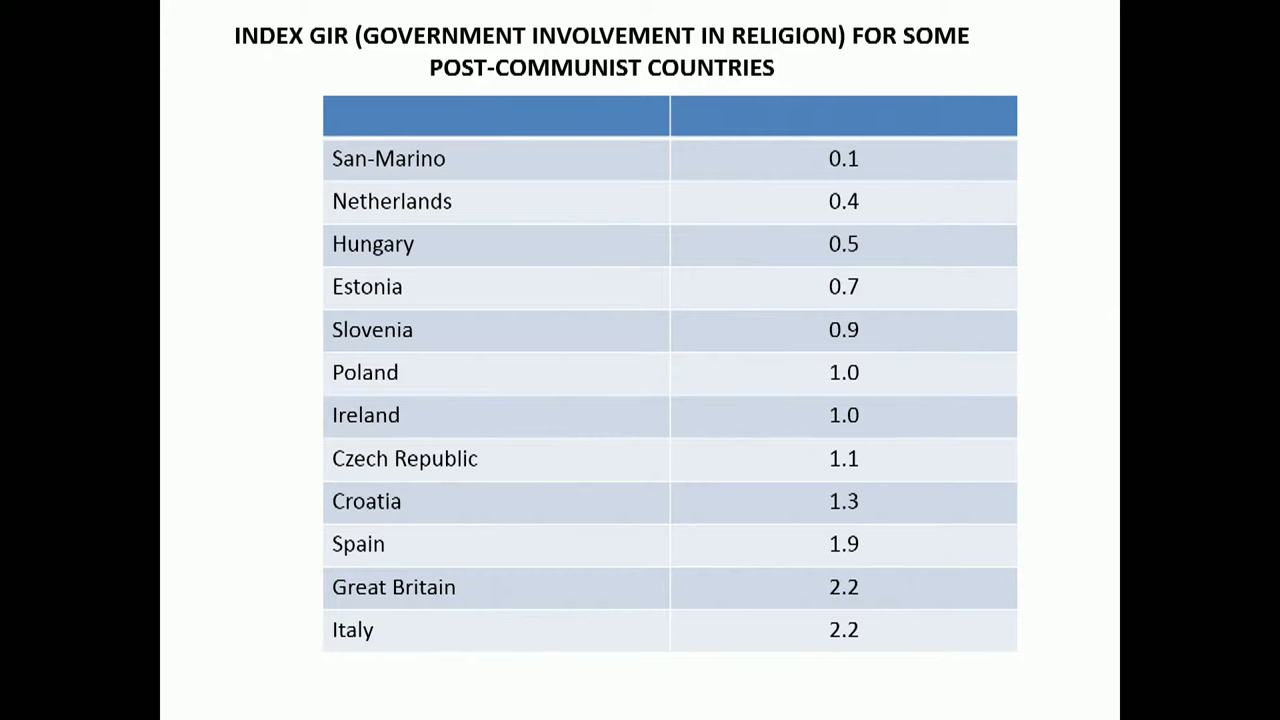 INDEX GIR (GOVERNMENT INVOLVEMENT IN RELIGION) FOR SOME
POST-COMMUNIST COUNTRIES
San-Marino 0.1
Netherlands 0.4
Hungary 0.5
Estonia 0.7
Slovenia 0.9
Poland 1.0
Ireland 1.0
Czech Republic 1.1
Croatia 1.3
Spain 1.9
Great Britain 2.2
Italy 2.2